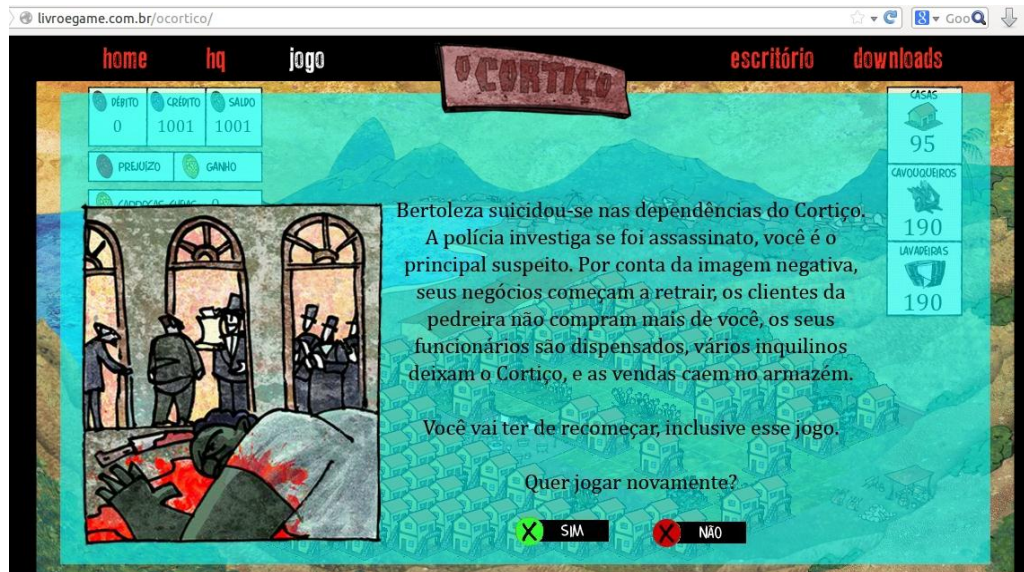 livroegame.com.br/ocortico/
Goo
home hq jogo O CORTIÇO escritório downloads
DÉBITO CRÉDITO SALDO
0 1001 1001
PREJUÍZO GANHO
CASAS
95
CAVOUQUEIROS
190
LAVADEIRAS
190
Bertoleza suicidou-se nas dependências do Cortiço.
A polícia investiga se foi assassinato, você é o
principal suspeito. Por conta da imagem negativa,
seus negócios começam a retrair, os clientes da
pedreira não compram mais de você, os seus
funcionários são dispensados, vários inquilinos
deixam o Cortiço, e as vendas caem no armazém.
Você vai ter de recomeçar, inclusive esse jogo.
Quer jogar novamente?
X SIM X NÃO